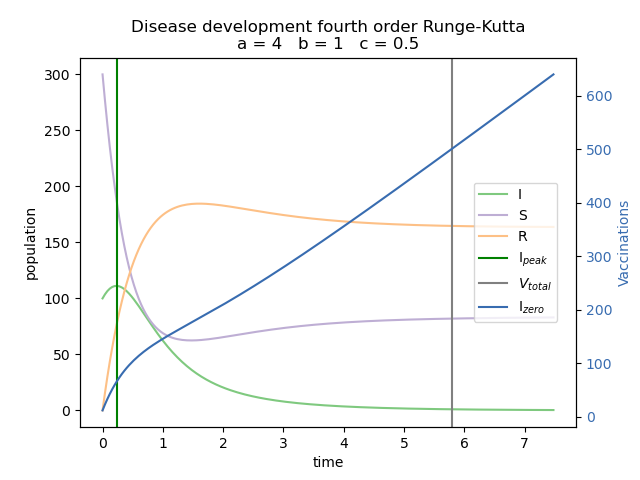 Disease development fourth order Runge-Kutta
a = 4   b = 1   c = 0.5
300
250
200
150
100
50
0
population
0 1 2 3 4 5 6 7
time
600
500
400
300
200
100
0
Vaccinations
I
S
R
I_peak
V_total
I_zero